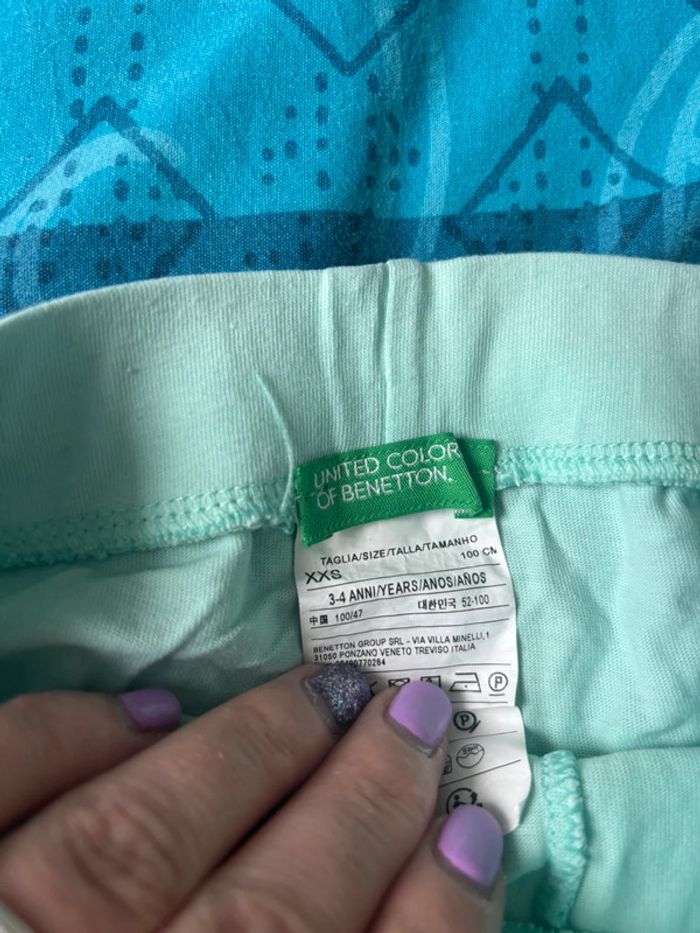 UNITED COLOR
OF BENETTON.
TAGLIA/SIZE/TALLA/TAMANHO
XXS 100 CM
3-4 ANNI/YEARS/ANOS/AÑOS
中国 100/47 대한민국 52-100
BENETTON GROUP SRL - VIA VILLA MINELLI,1
31050 PONZANO VENETO TREVISO ITALIA
P
P